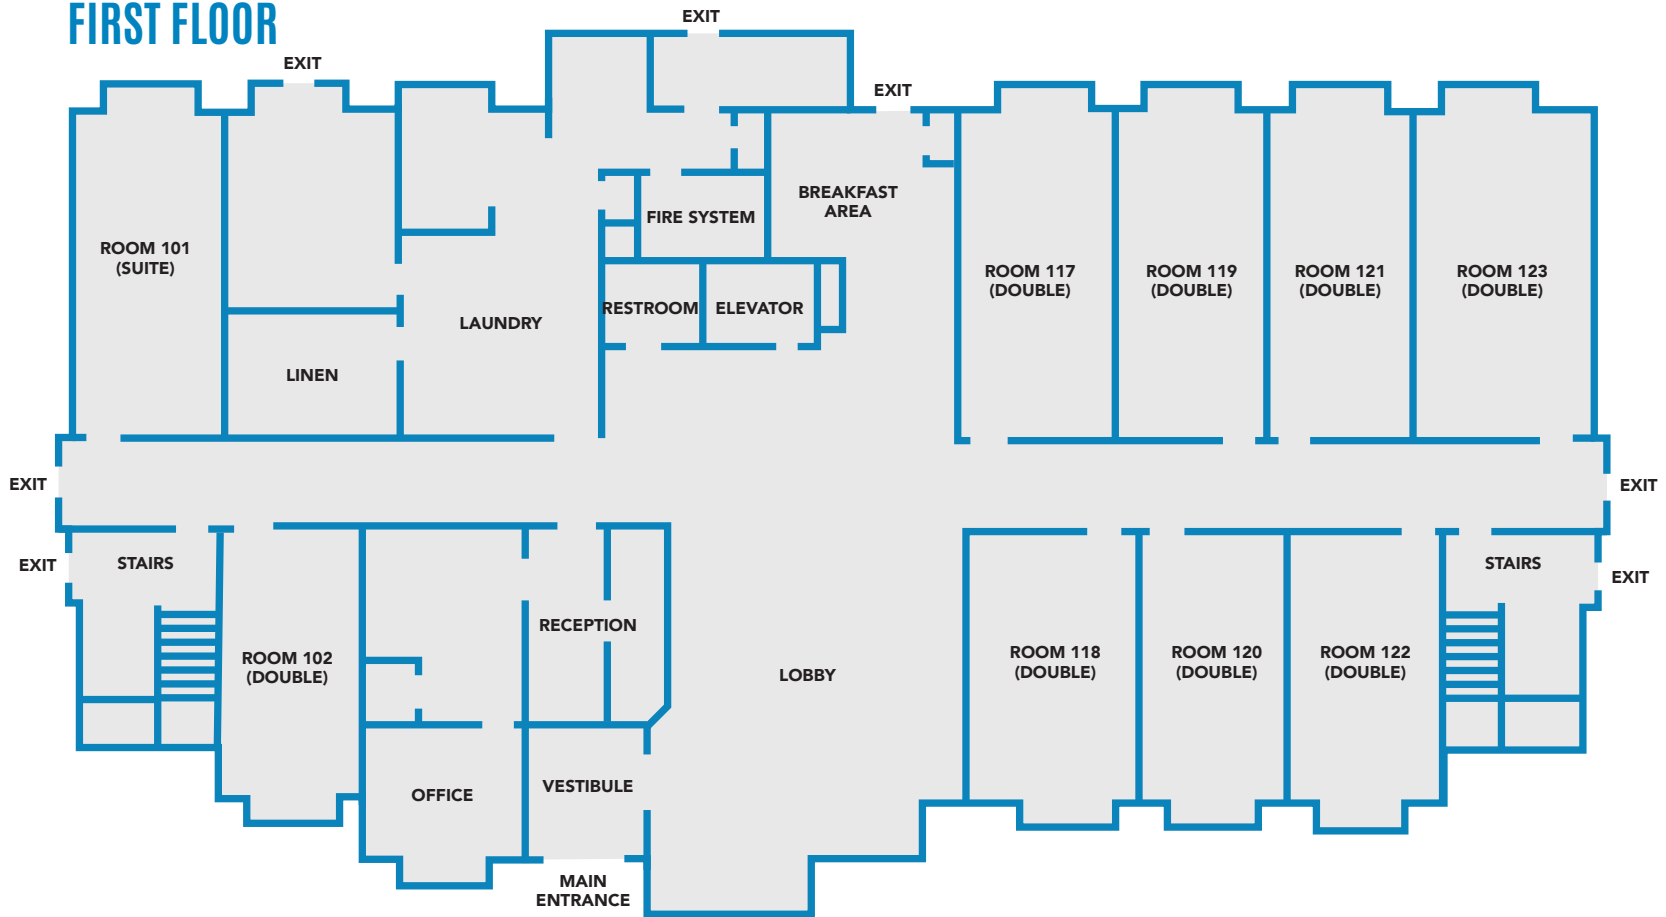 FIRST FLOOR
EXIT
EXIT
EXIT
BREAKFAST
AREA
FIRE SYSTEM
ROOM 101
(SUITE)
ROOM 117
(DOUBLE)
ROOM 119
(DOUBLE)
ROOM 121
(DOUBLE)
ROOM 123
(DOUBLE)
RESTROOM
ELEVATOR
LAUNDRY
LINEN
EXIT
EXIT
EXIT
STAIRS
STAIRS
EXIT
RECEPTION
ROOM 102
(DOUBLE)
LOBBY
ROOM 118
(DOUBLE)
ROOM 120
(DOUBLE)
ROOM 122
(DOUBLE)
OFFICE
VESTIBULE
MAIN
ENTRANCE